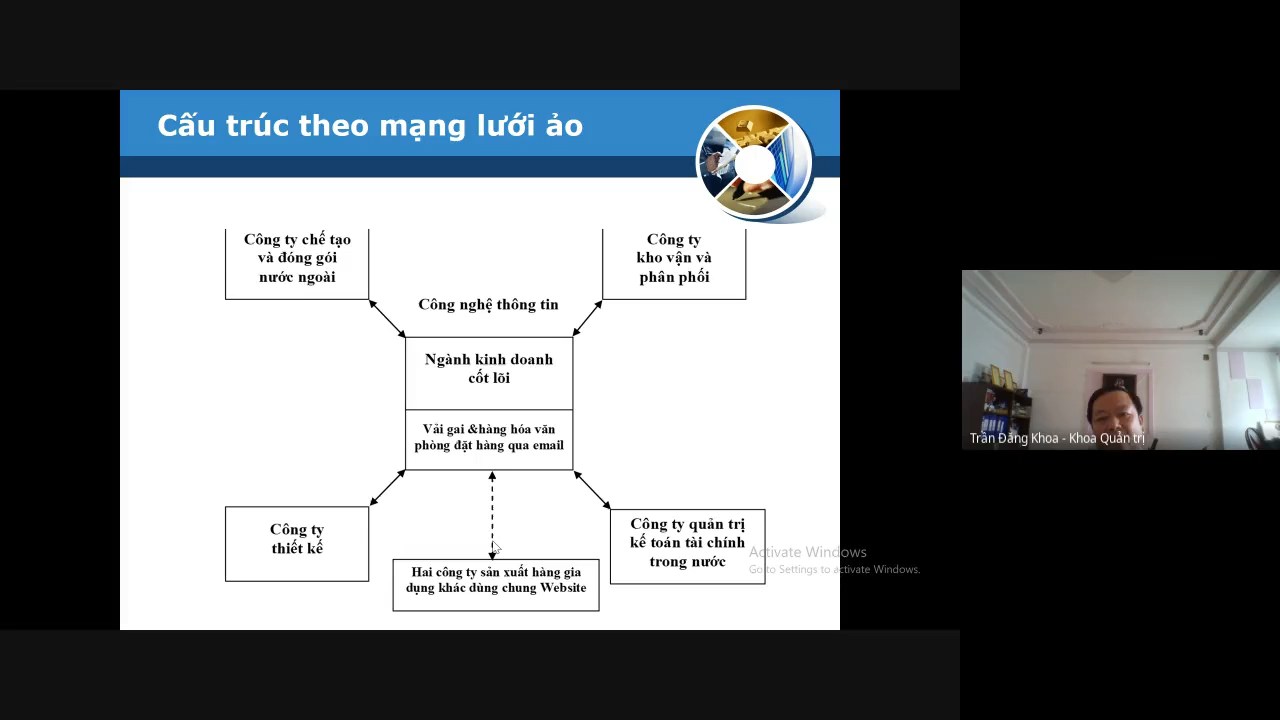 Cấu trúc theo mạng lưới ảo
Công ty chế tạo
và đóng gói
nước ngoài
Công ty
kho vận và
phân phối
Công nghệ thông tin
Ngành kinh doanh
cốt lõi
Vải gai &hàng hóa văn
phòng đặt hàng qua email
Công ty
thiết kế
Công ty quản trị
kế toán tài chính
trong nước
Hai công ty sản xuất hàng gia
dụng khác dùng chung Website
Activate Windows
Go to Settings to activate Windows.
Trần Đăng Khoa - Khoa Quản trị